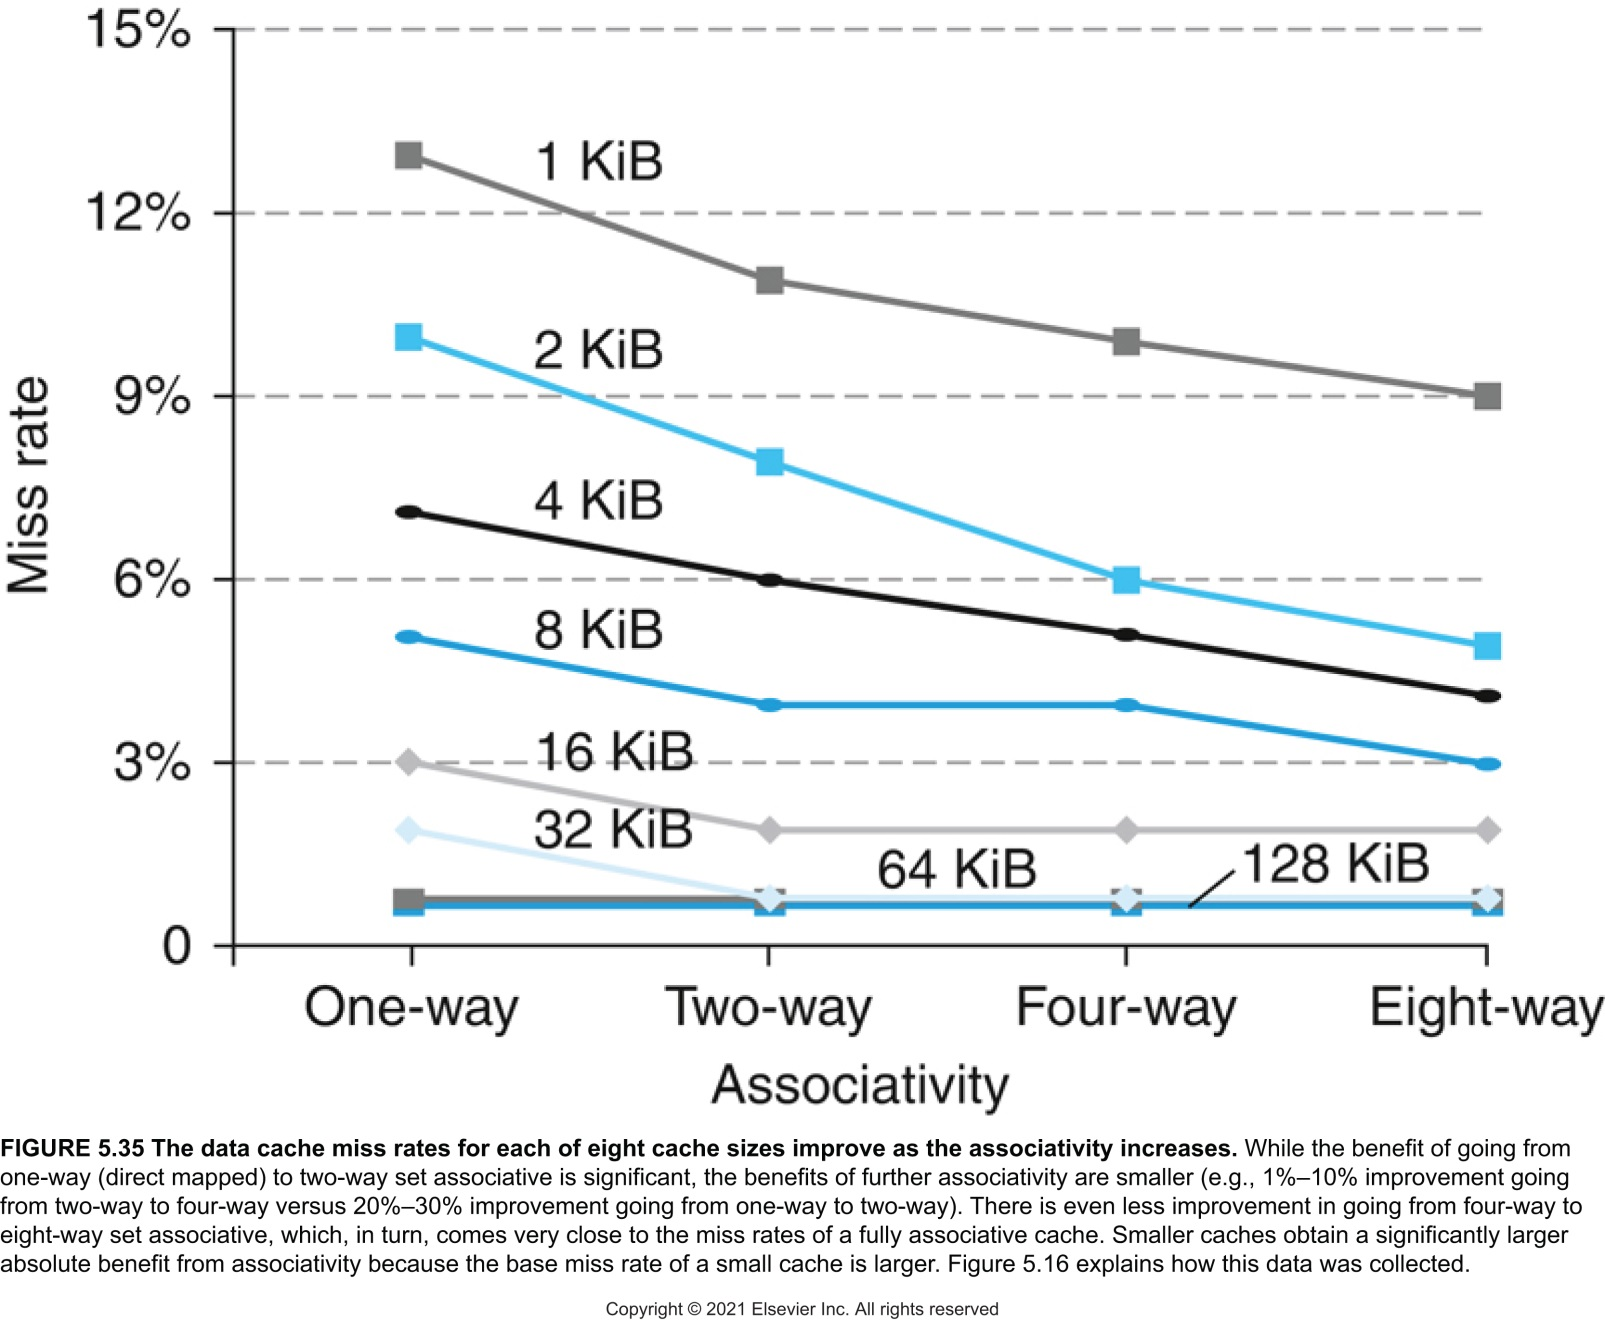 15%
1 KiB
12%
2 KiB
9%
Miss rate
4 KiB
6%
8 KiB
16 KiB
3%
32 KiB
64 KiB
128 KiB
0
One-way
Two-way
Four-way
Eight-way
Associativity
FIGURE 5.35 The data cache miss rates for each of eight cache sizes improve as the associativity increases. While the benefit of going from
one-way (direct mapped) to two-way set associative is significant, the benefits of further associativity are smaller (e.g., 1%–10% improvement going
from two-way to four-way versus 20%–30% improvement going from one-way to two-way). There is even less improvement in going from four-way to
eight-way set associative, which, in turn, comes very close to the miss rates of a fully associative cache. Smaller caches obtain a significantly larger
absolute benefit from associativity because the base miss rate of a small cache is larger. Figure 5.16 explains how this data was collected.
Copyright © 2021 Elsevier Inc. All rights reserved